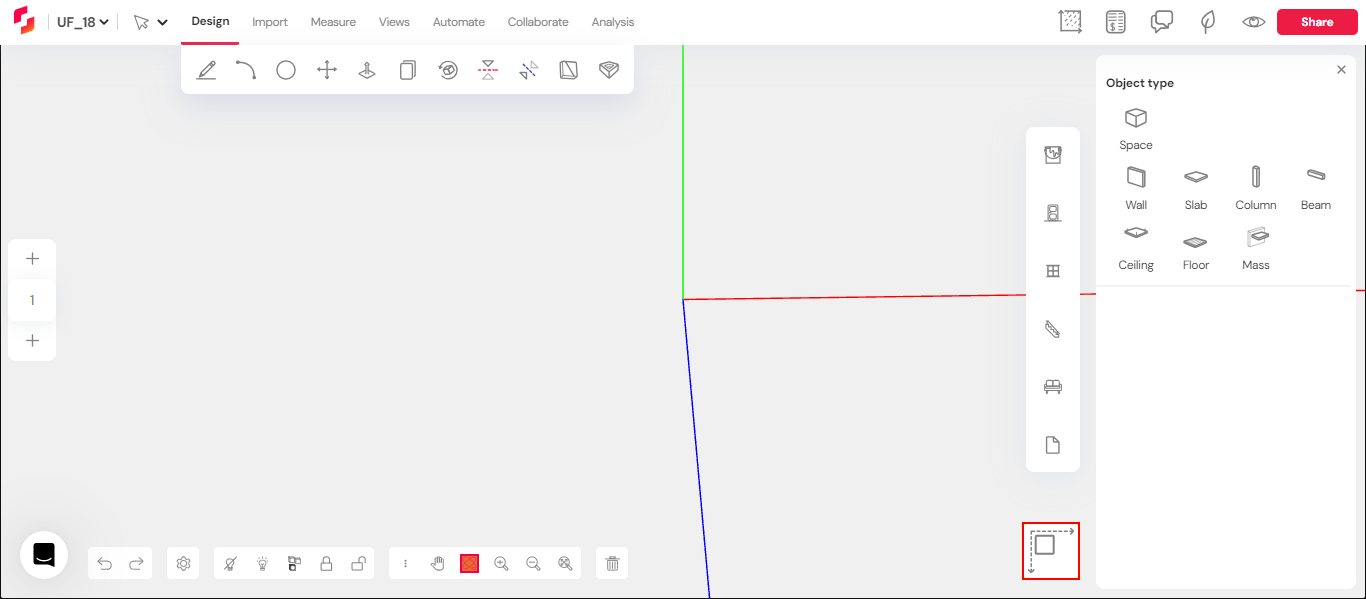 UF_18
Design Import Measure Views Automate Collaborate Analysis
Share
Object type
Space
Wall Slab Column Beam
Ceiling Floor Mass
1